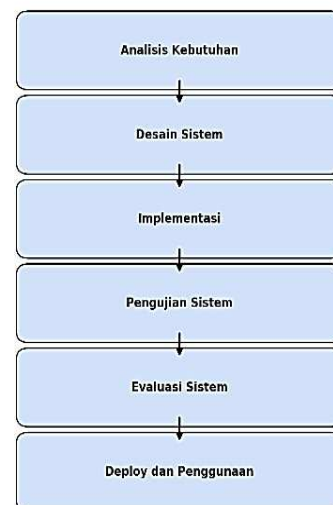 Analisis Kebutuhan
Desain Sistem
Implementasi
Pengujian Sistem
Evaluasi Sistem
Deploy dan Penggunaan